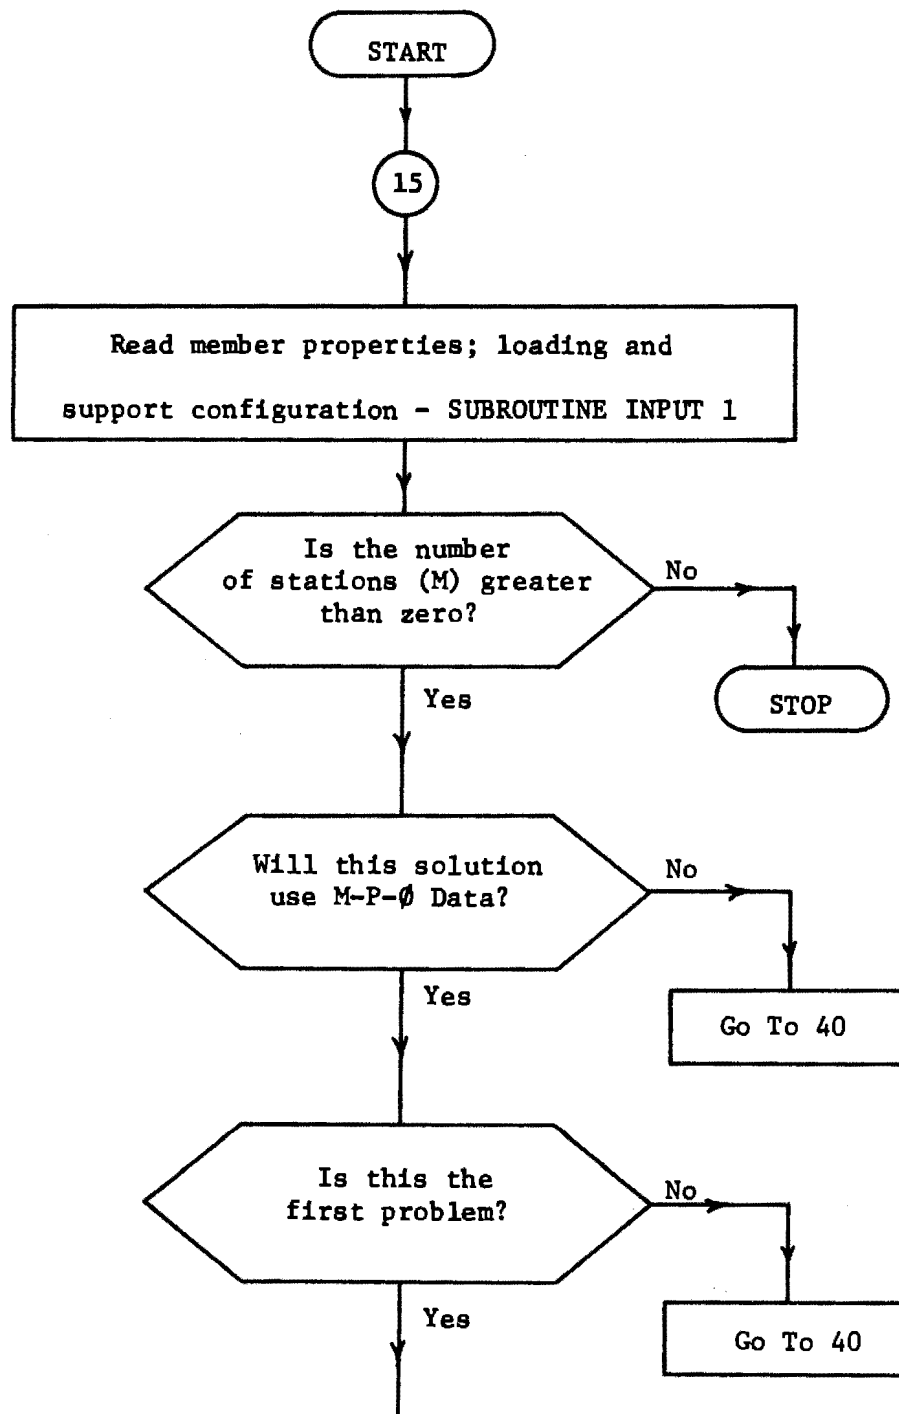 START
15
Read member properties; loading and
support configuration - SUBROUTINE INPUT 1
Is the number
of stations (M) greater
than zero?
No
Yes
STOP
Will this solution
use M-P-Ø Data?
No
Yes
Go To 40
Is this the
first problem?
No
Yes
Go To 40